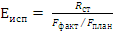 Еисп = Rст / (Fфакт/Fплан)